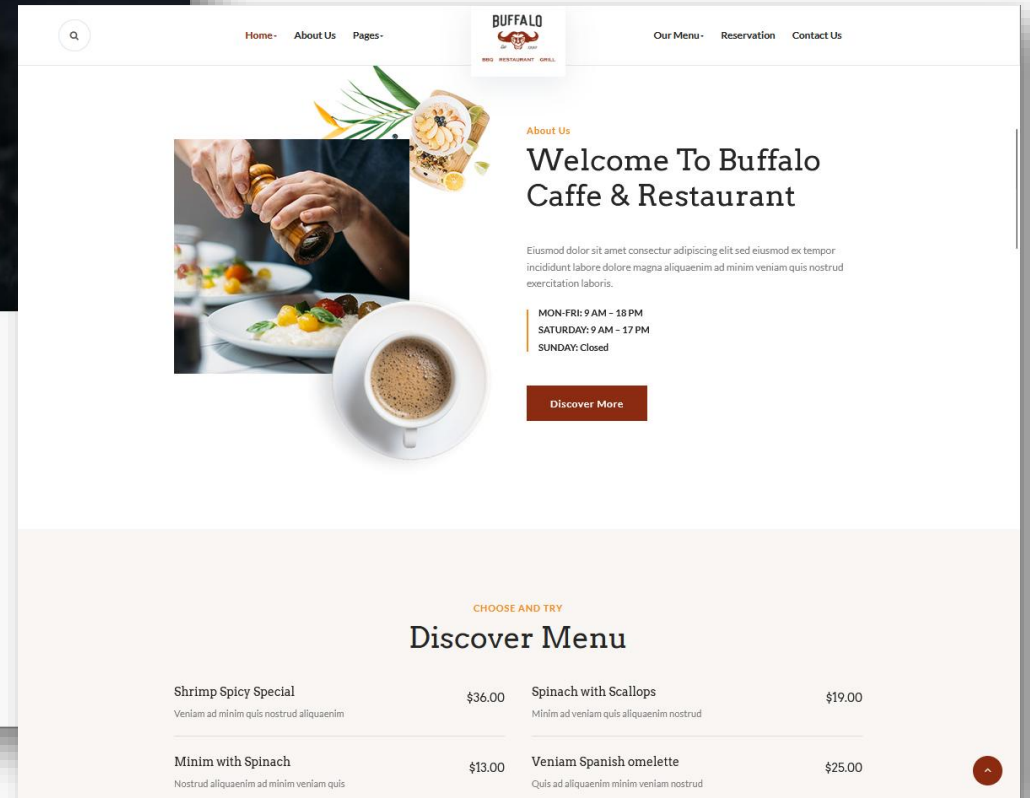 Home-
About Us
Pages-
BUFFALO
BBQ RESTAURANT GRILL
Our Menu-
Reservation
Contact Us
About Us
Welcome To Buffalo
Caffe & Restaurant
Eiusmod dolor sit amet consectur adipiscing elit sed eiusmod ex tempor
incididunt labore dolore magna aliquaenim ad minim veniam quis nostrud
exercitation laboris.
MON-FRI: 9 AM – 18 PM
SATURDAY: 9 AM – 17 PM
SUNDAY: Closed
Discover More
CHOOSE AND TRY
Discover Menu
Shrimp Spicy Special
$36.00
Veniam ad minim quis nostrud aliquaenim
Spinach with Scallops
$19.00
Minim ad veniam quis aliquaenim nostrud
Minim with Spinach
$13.00
Nostrud aliquaenim ad minim veniam quis
Veniam Spanish omelette
$25.00
Quis ad aliquaenim minim veniam nostrud